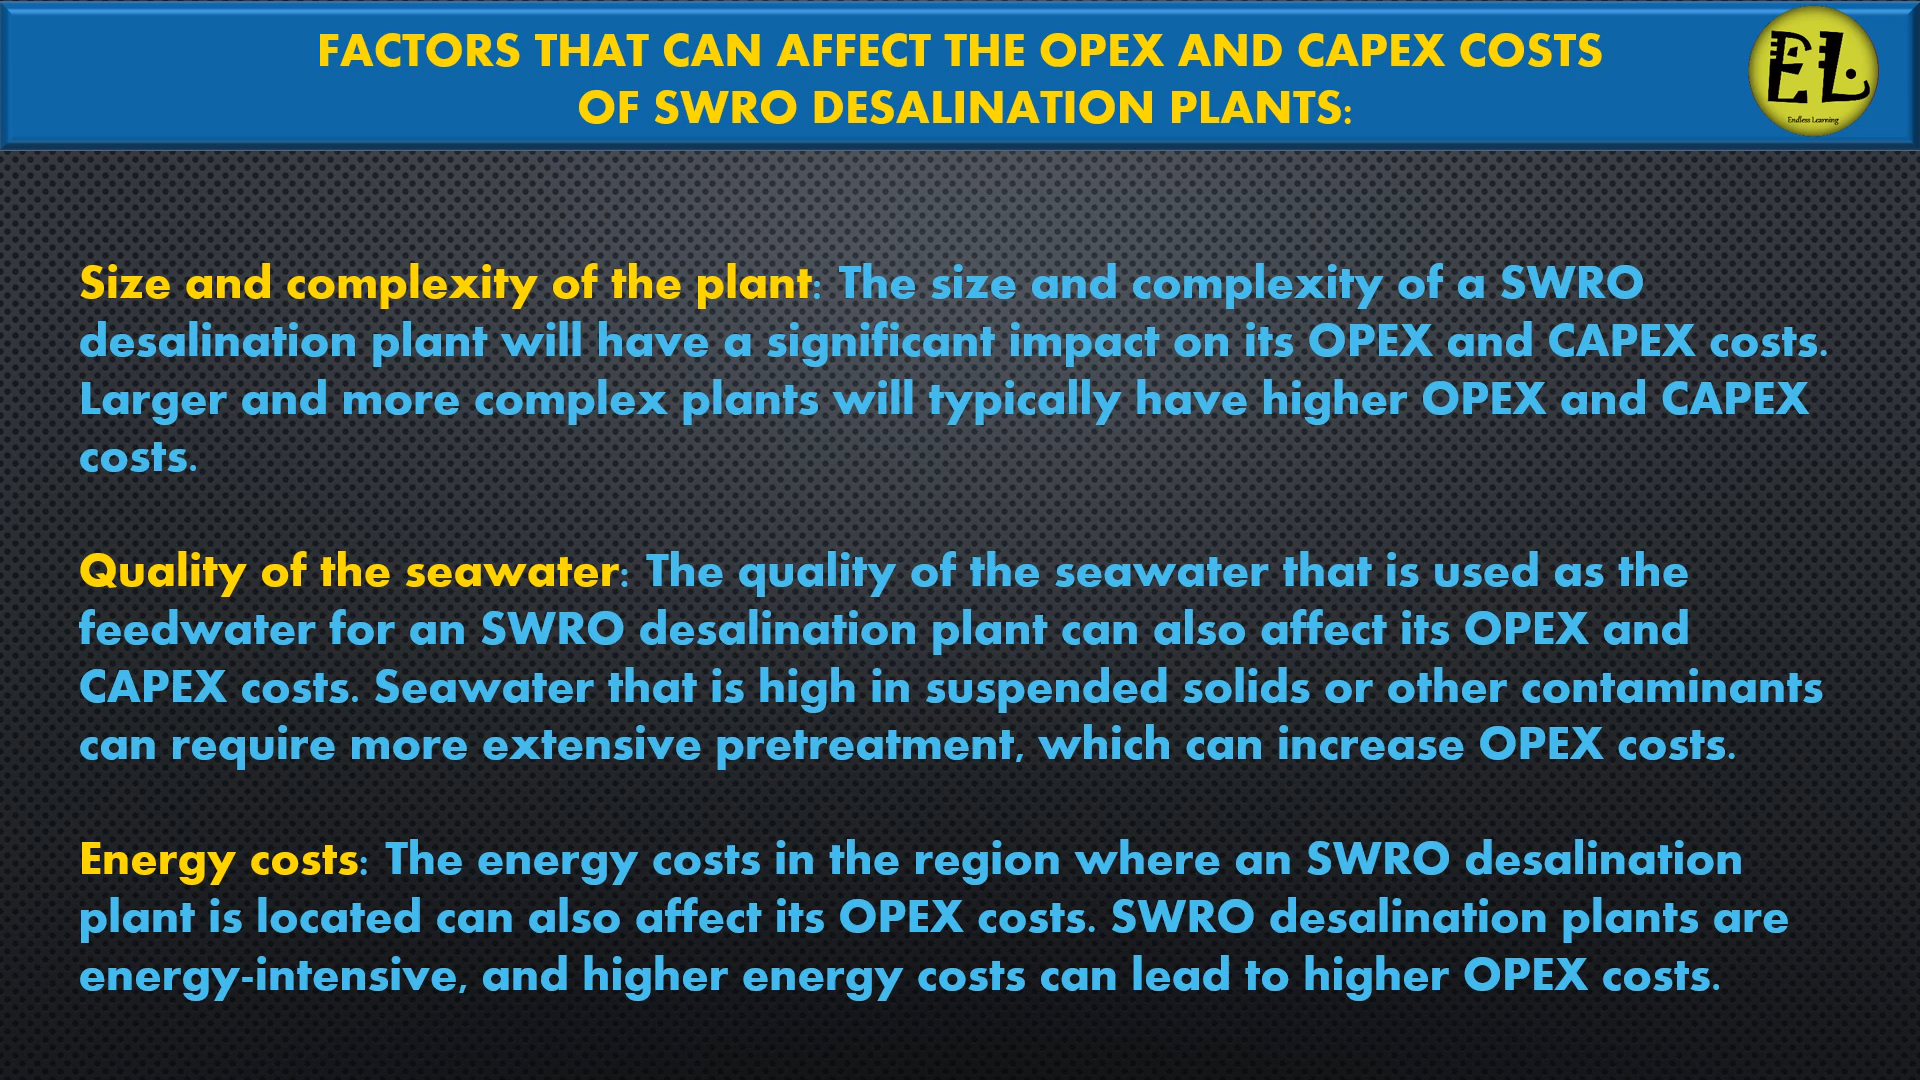 FACTORS THAT CAN AFFECT THE OPEX AND CAPEX COSTS
OF SWRO DESALINATION PLANTS:
EL
Endless Learning
Size and complexity of the plant: The size and complexity of a SWRO
desalination plant will have a significant impact on its OPEX and CAPEX costs.
Larger and more complex plants will typically have higher OPEX and CAPEX
costs.
Quality of the seawater: The quality of the seawater that is used as the
feedwater for an SWRO desalination plant can also affect its OPEX and
CAPEX costs. Seawater that is high in suspended solids or other contaminants
can require more extensive pretreatment, which can increase OPEX costs.
Energy costs: The energy costs in the region where an SWRO desalination
plant is located can also affect its OPEX costs. SWRO desalination plants are
energy-intensive, and higher energy costs can lead to higher OPEX costs.